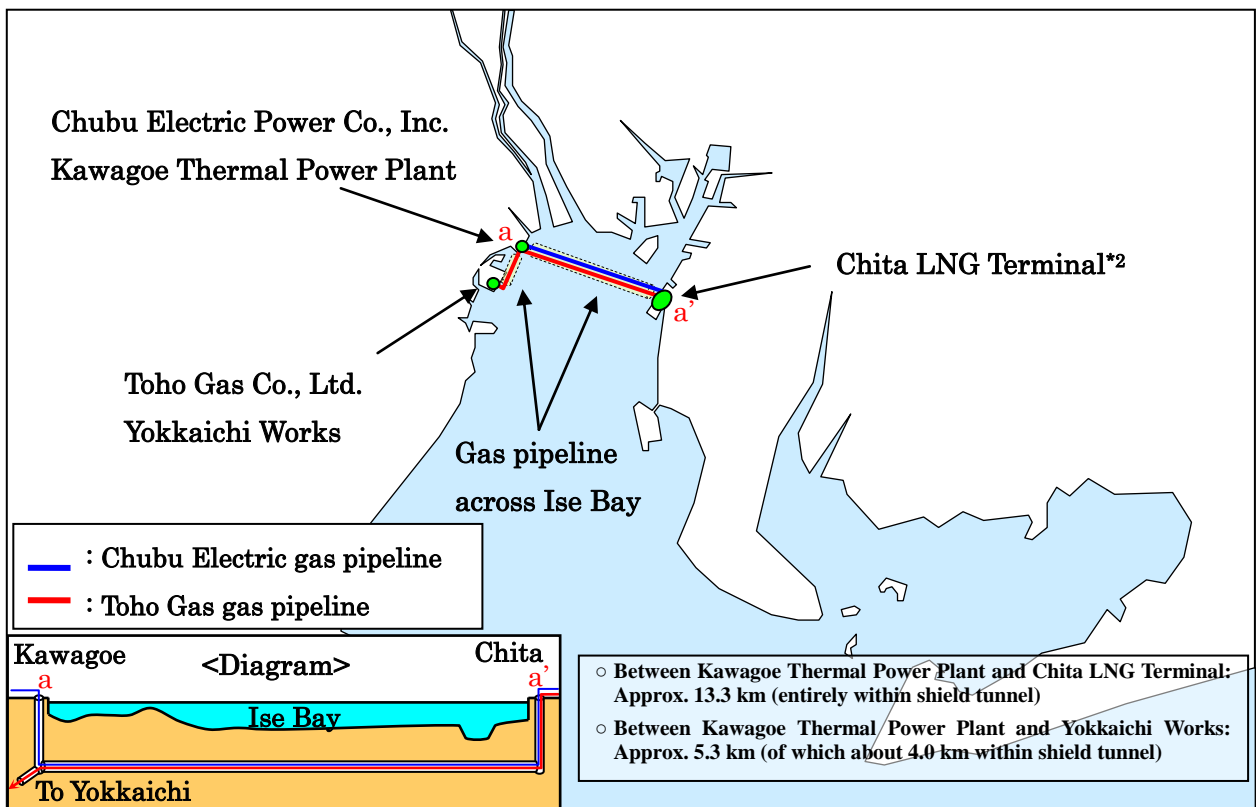 Chubu Electric Power Co., Inc.
Kawagoe Thermal Power Plant
a
Chita LNG Terminal*2
a’
Toho Gas Co., Ltd.
Yokkaichi Works
Gas pipeline
across Ise Bay
: Chubu Electric gas pipeline
: Toho Gas gas pipeline
Kawagoe
<Diagram>
Chita
a
a’
Ise Bay
To Yokkaichi
○ Between Kawagoe Thermal Power Plant and Chita LNG Terminal:
Approx. 13.3 km (entirely within shield tunnel)
○ Between Kawagoe Thermal Power Plant and Yokkaichi Works:
Approx. 5.3 km (of which about 4.0 km within shield tunnel)